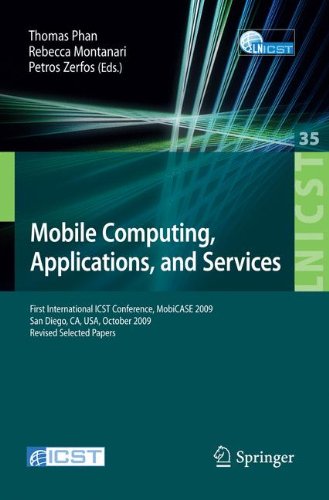 Thomas Phan
Rebecca Montanari
Petros Zerfos (Eds.)
LNICST
35
LNICST
Mobile Computing,
Applications, and Services
First International ICST Conference, MobiCASE 2009
San Diego, CA, USA, October 2009
Revised Selected Papers
ICST
Springer